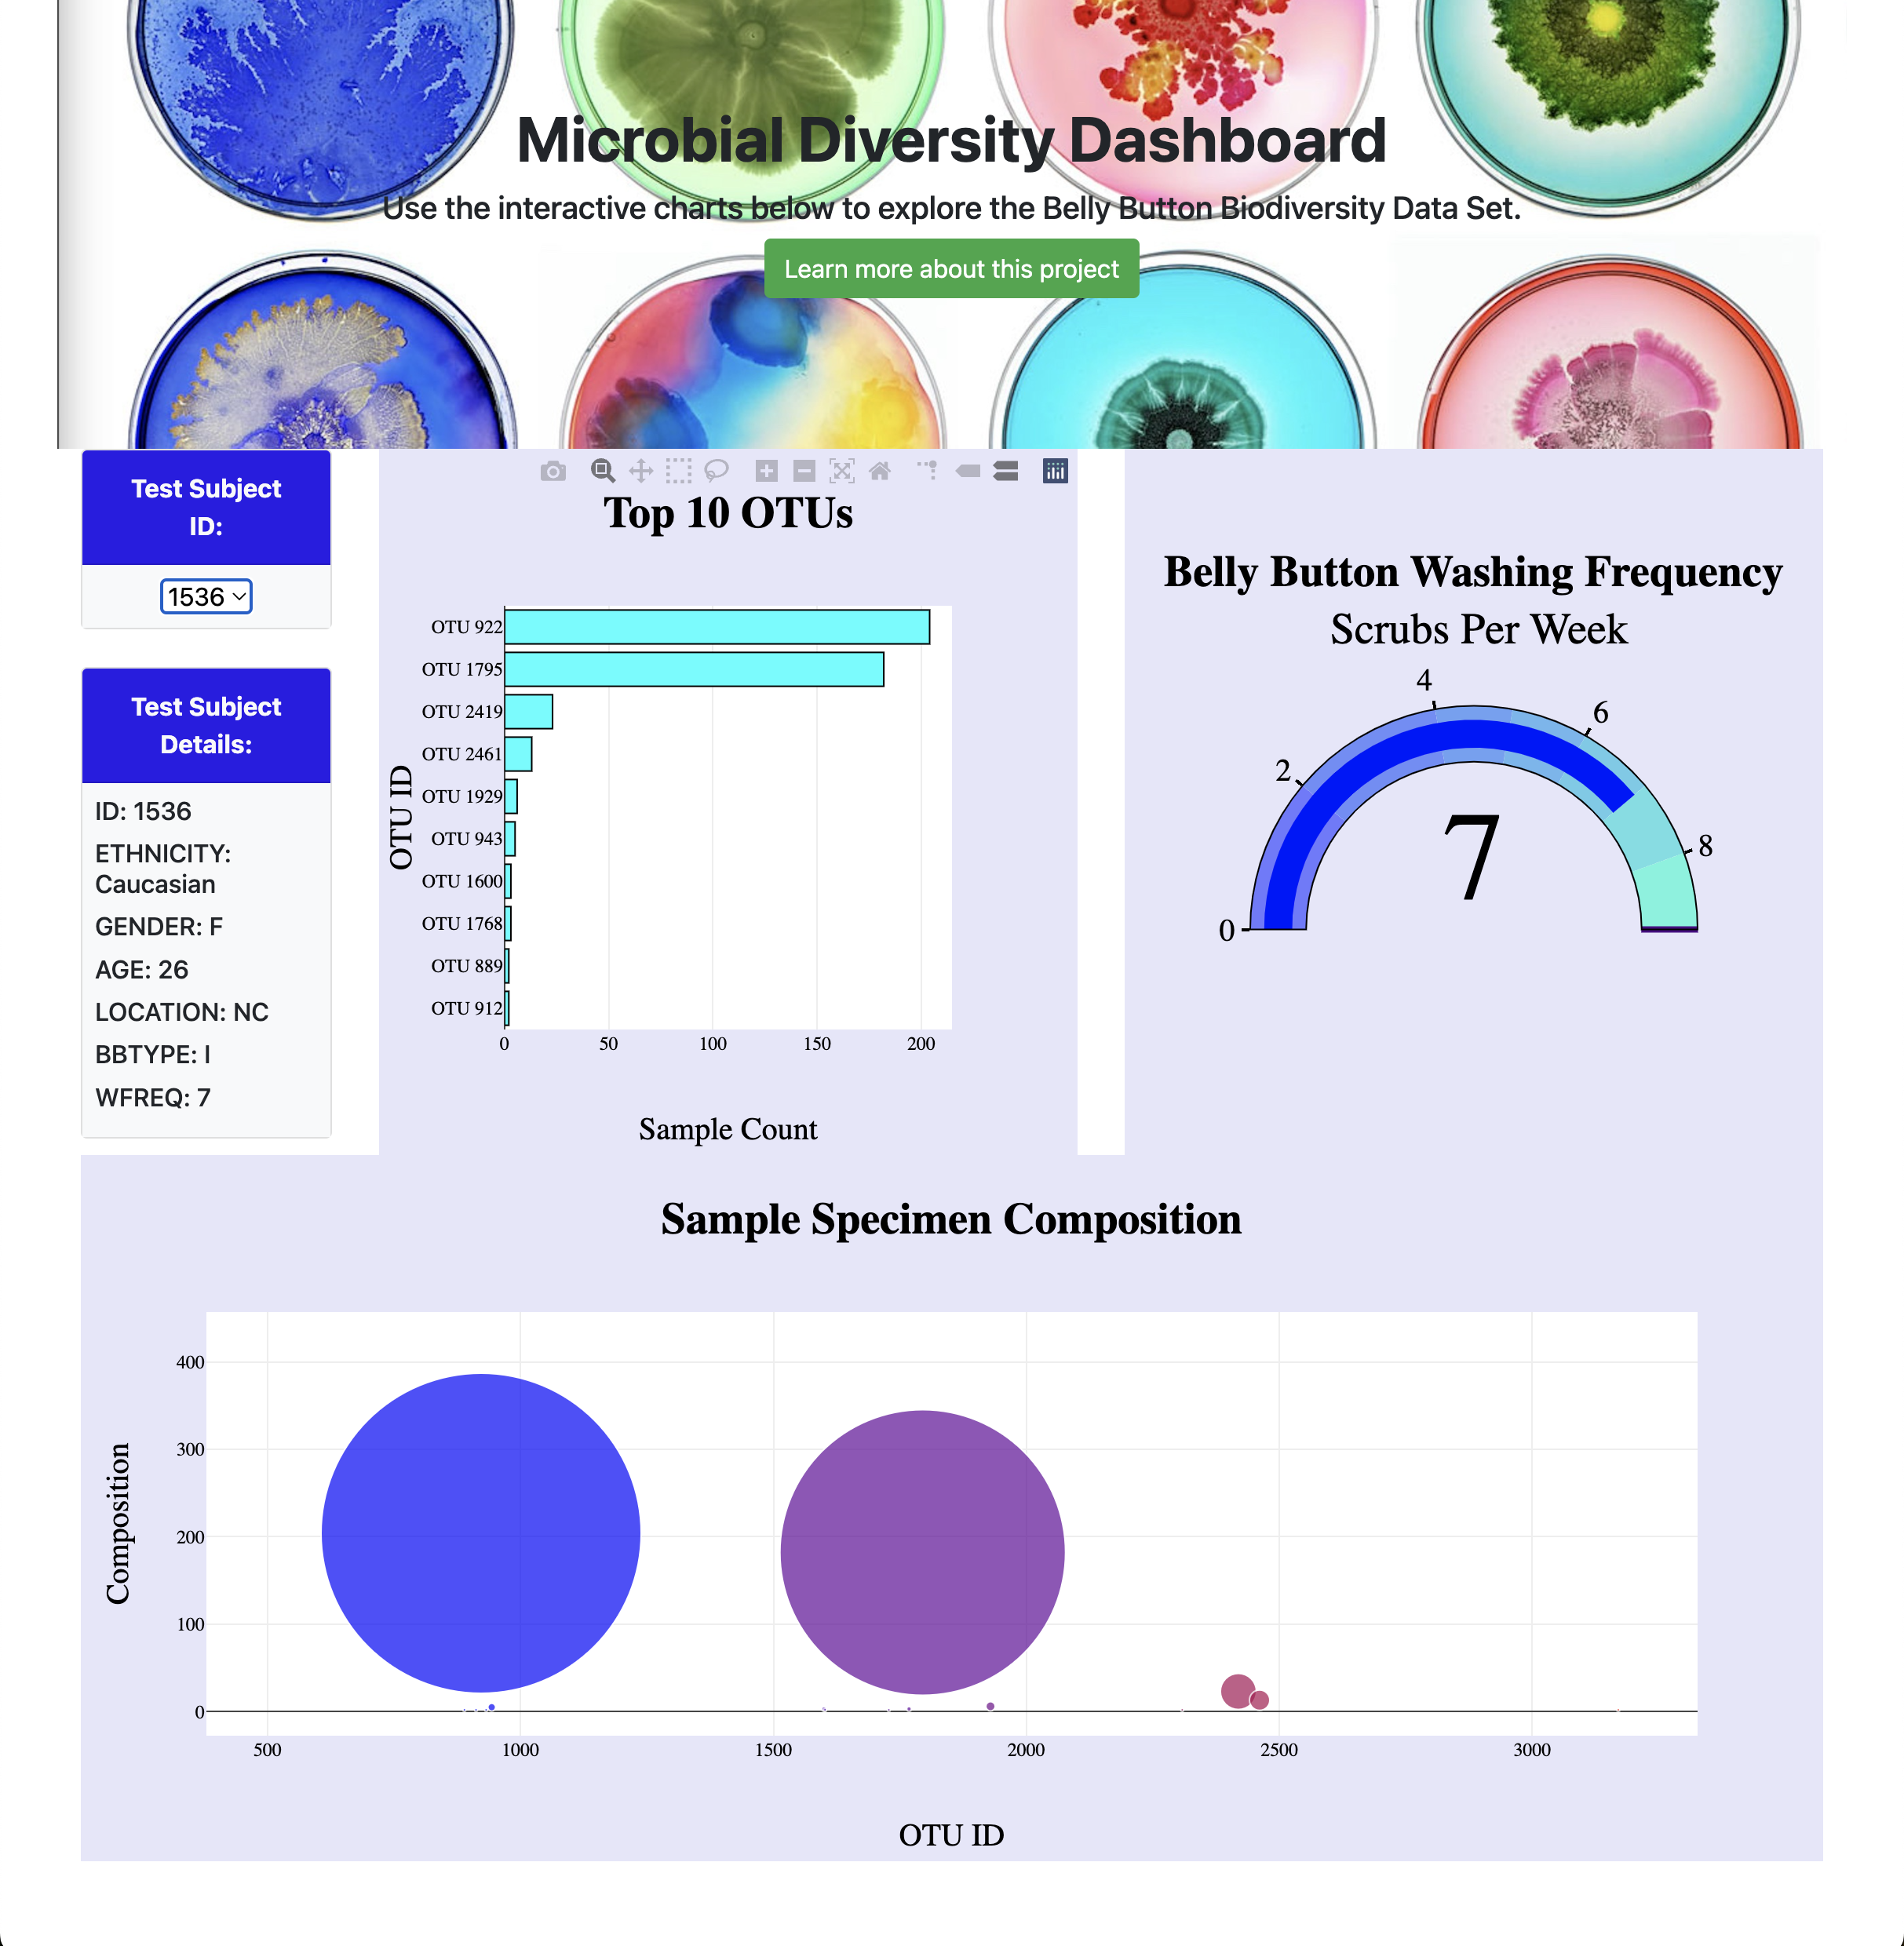 Microbial Diversity Dashboard
Use the interactive charts below to explore the Belly Button Biodiversity Data Set.
Learn more about this project
Test Subject
ID:
1536
Test Subject
Details:
ID: 1536
ETHNICITY:
Caucasian
GENDER: F
AGE: 26
LOCATION: NC
BBTYPE: I
WFREQ: 7
Top 10 OTUs
OTU ID
OTU 922
OTU 1795
OTU 2419
OTU 2461
OTU 1929
OTU 943
OTU 1600
OTU 1768
OTU 889
OTU 912
0 50 100 150 200
Sample Count
Belly Button Washing Frequency
Scrubs Per Week
0
2
4
6
8
7
Sample Specimen Composition
Composition
400
300
200
100
0
500 1000 1500 2000 2500 3000
OTU ID